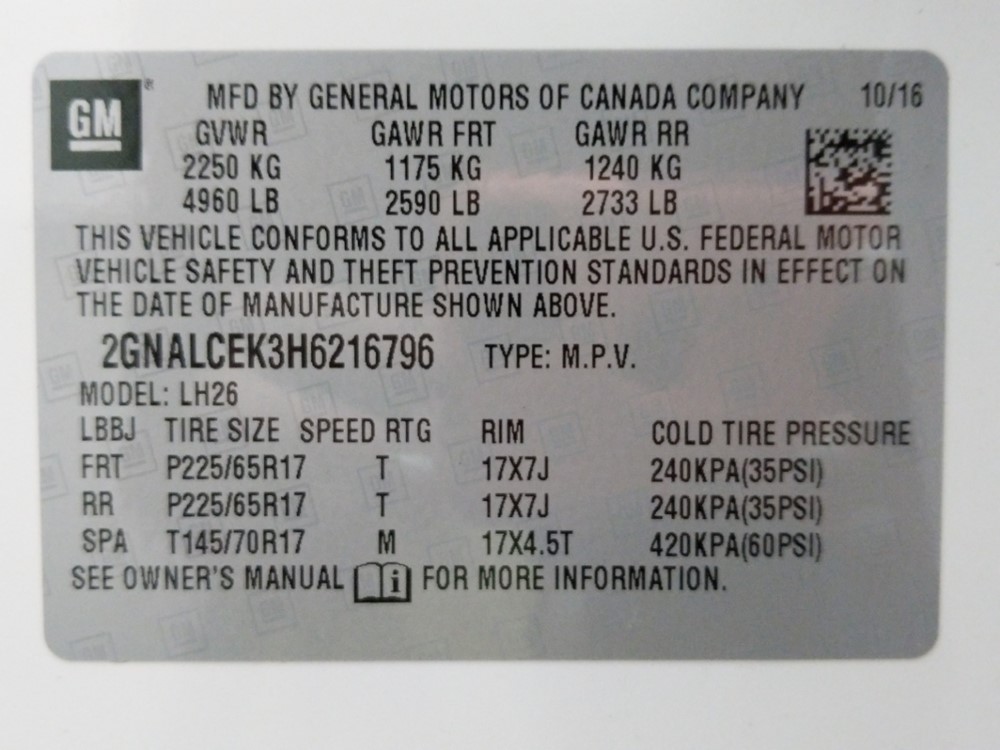 GM ®
MFD BY GENERAL MOTORS OF CANADA COMPANY 10/16
GVWR GAWR FRT GAWR RR
2250 KG 1175 KG 1240 KG
4960 LB 2590 LB 2733 LB
THIS VEHICLE CONFORMS TO ALL APPLICABLE U.S. FEDERAL MOTOR
VEHICLE SAFETY AND THEFT PREVENTION STANDARDS IN EFFECT ON
THE DATE OF MANUFACTURE SHOWN ABOVE.
2GNALCEK3H6216796 TYPE: M.P.V.
MODEL: LH26
LBBJ TIRE SIZE SPEED RTG RIM COLD TIRE PRESSURE
FRT P225/65R17 T 17X7J 240KPA(35PSI)
RR P225/65R17 T 17X7J 240KPA(35PSI)
SPA T145/70R17 M 17X4.5T 420KPA(60PSI)
SEE OWNER'S MANUAL i FOR MORE INFORMATION.